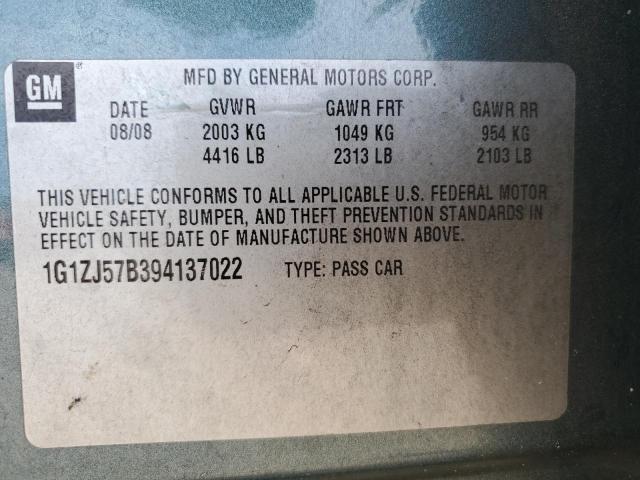 GM
MFD BY GENERAL MOTORS CORP.
DATE GVWR GAWR FRT GAWR RR
08/08 2003 KG 1049 KG 954 KG
4416 LB 2313 LB 2103 LB
THIS VEHICLE CONFORMS TO ALL APPLICABLE U.S. FEDERAL MOTOR
VEHICLE SAFETY, BUMPER, AND THEFT PREVENTION STANDARDS IN
EFFECT ON THE DATE OF MANUFACTURE SHOWN ABOVE.
1G1ZJ57B394137022 TYPE: PASS CAR